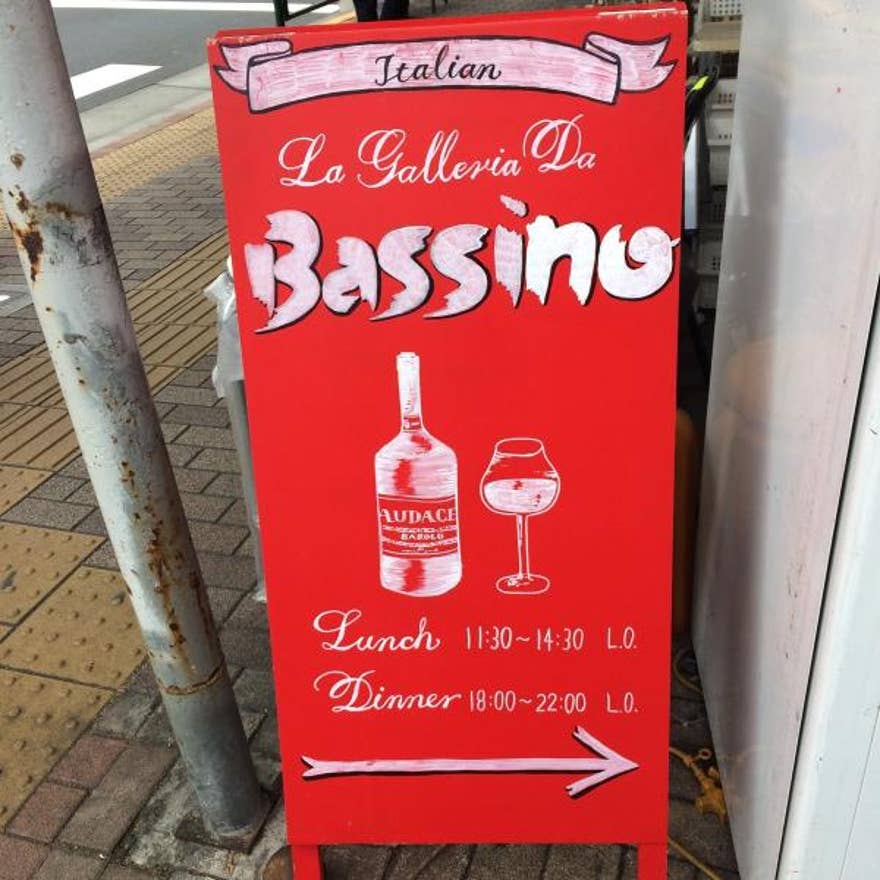 Italian
La Galleria Da
Bassino
AUDACE
BAROLO
Lunch 11:30~14:30 L.O.
Dinner 18:00~22:00 L.O.